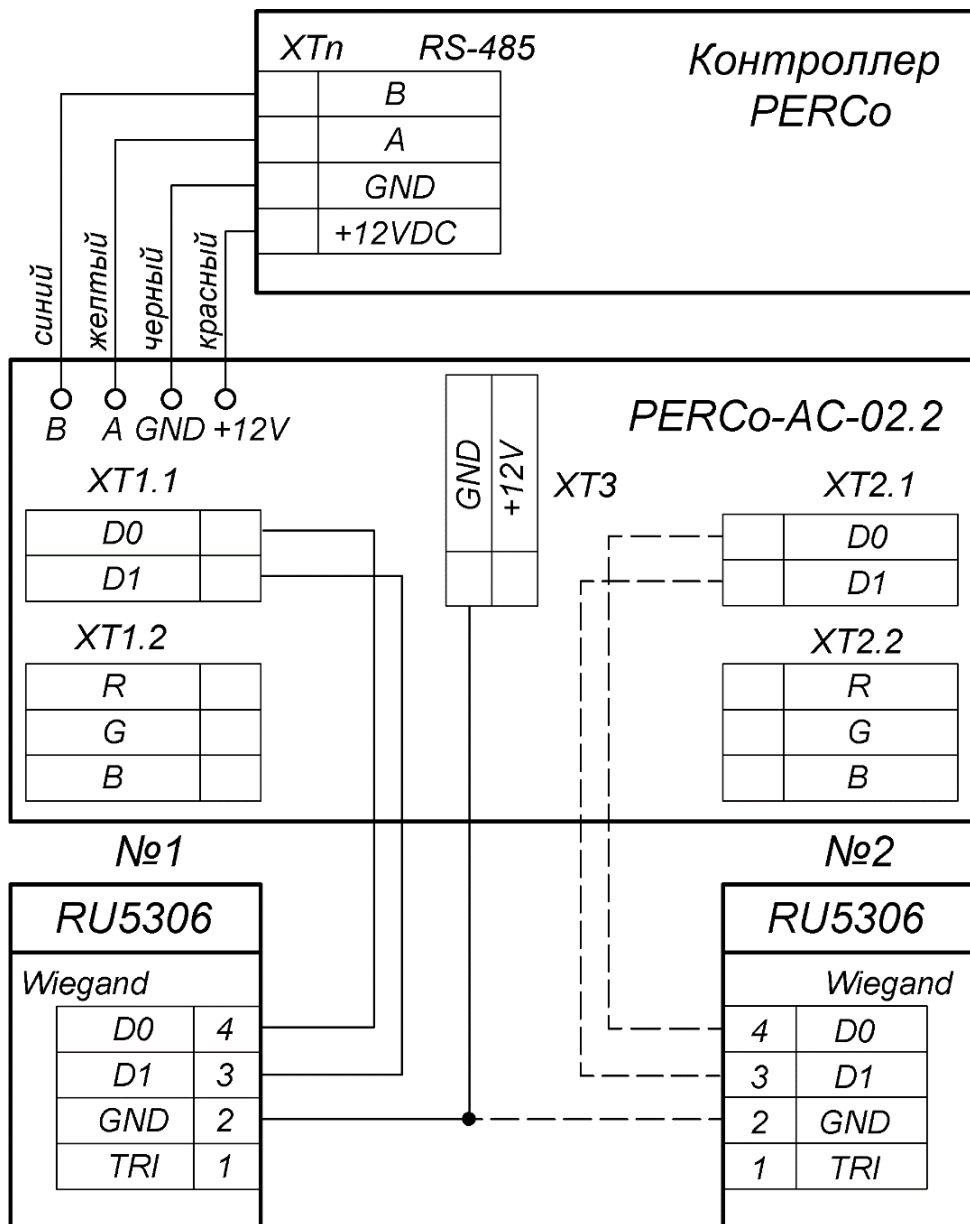 XTn RS-485
Контроллер
PERCo
B
A
GND
+12VDC
синий
желтый
черный
красный
B A GND +12V
PERCo-AC-02.2
GND
+12V
XT3
XT1.1
D0
D1
XT1.2
R
G
B
XT2.1
D0
D1
XT2.2
R
G
B
№1
RU5306
Wiegand
D0 4
D1 3
GND 2
TRI 1
№2
RU5306
Wiegand
4 D0
3 D1
2 GND
1 TRI